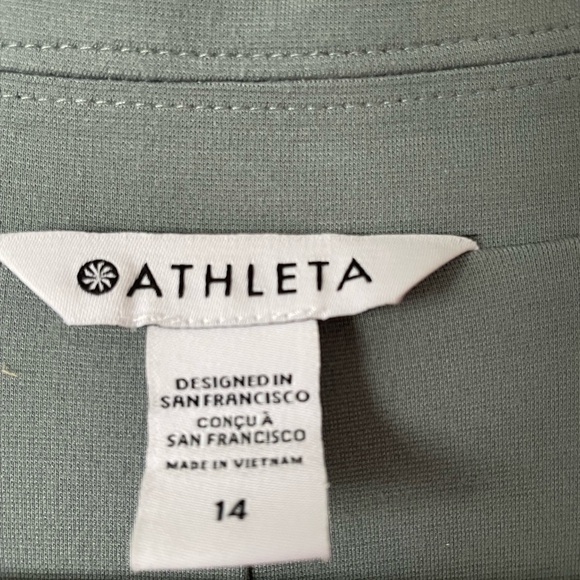 ATHLETA
DESIGNED IN
SAN FRANCISCO
CONÇU À
SAN FRANCISCO
MADE IN VIETNAM
14